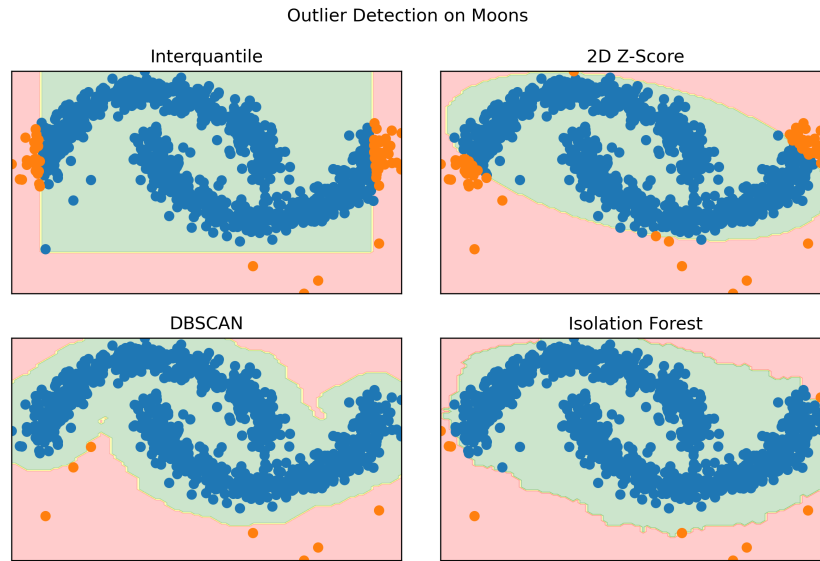 Outlier Detection on Moons
Interquantile
2D Z-Score
DBSCAN
Isolation Forest